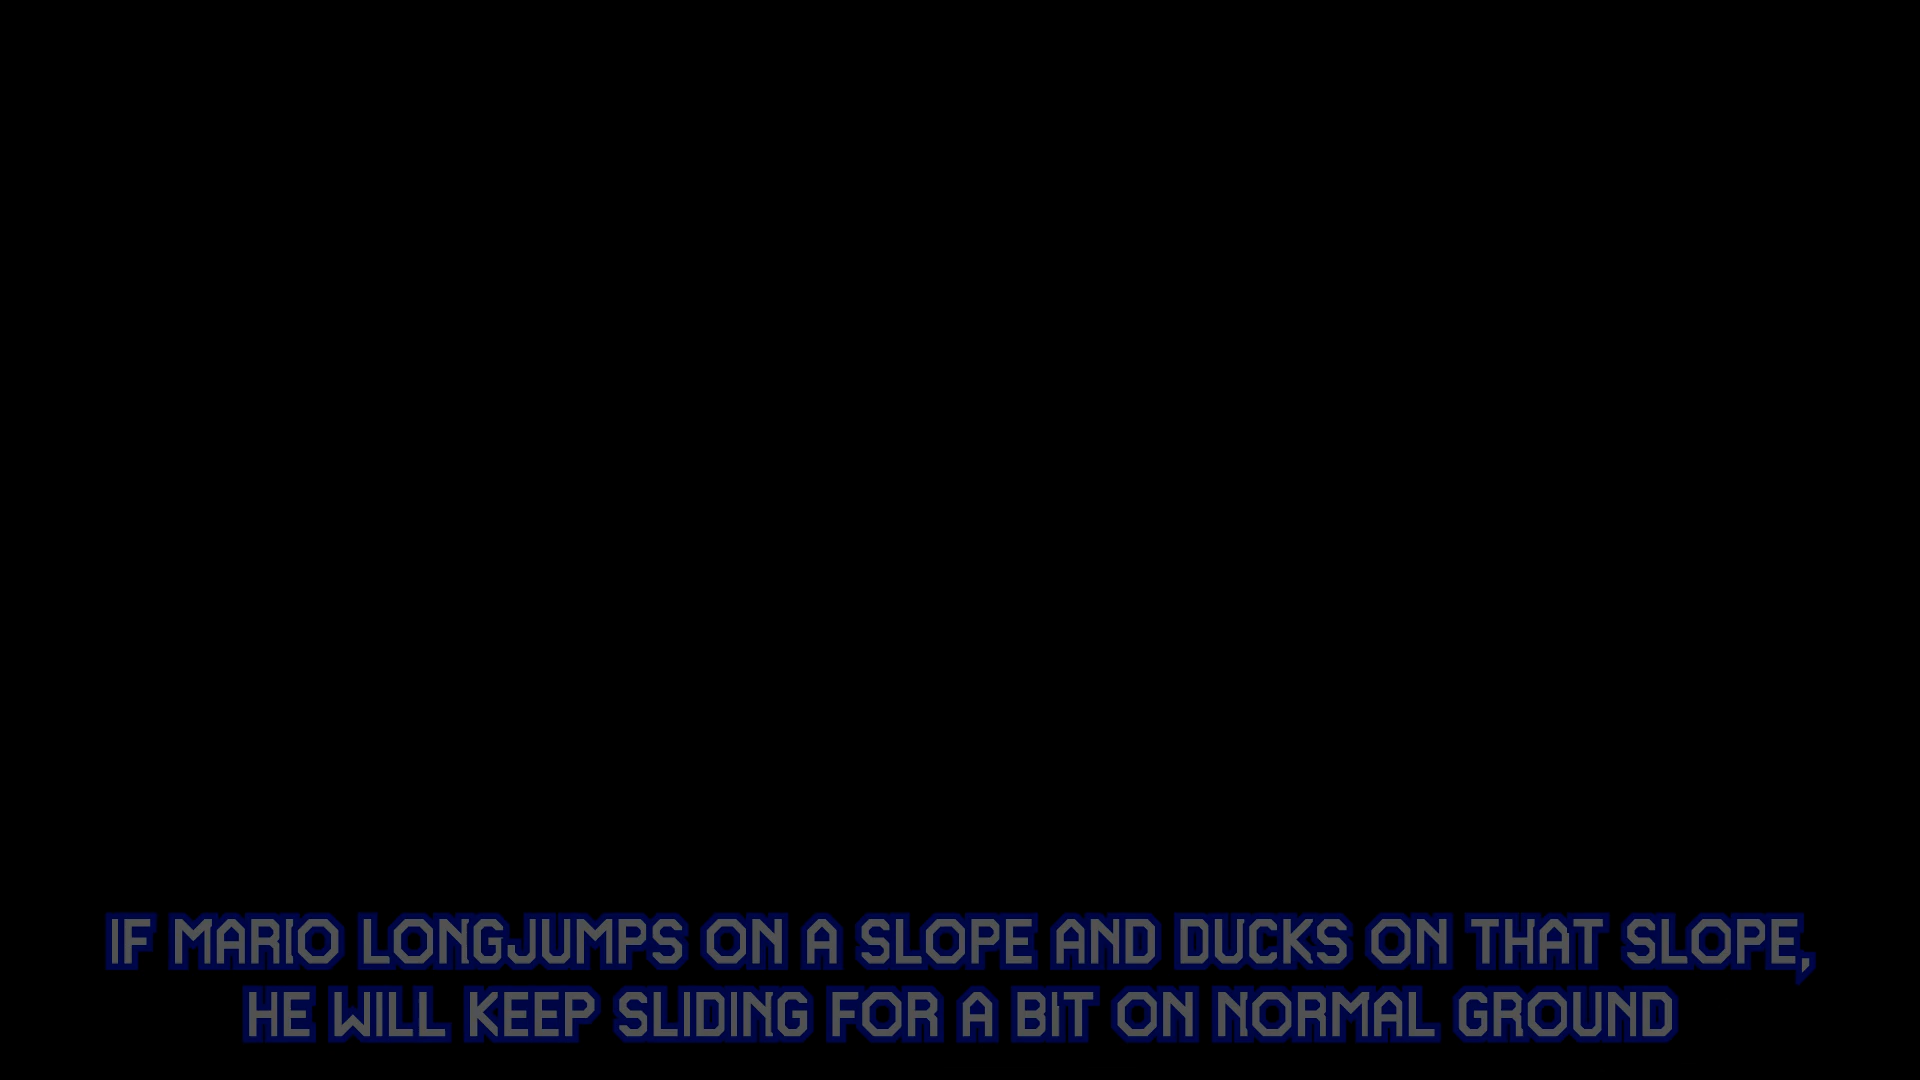 IF MARIO LONGJUMPS ON A SLOPE AND DUCKS ON THAT SLOPE,
HE WILL KEEP SLIDING FOR A BIT ON NORMAL GROUND